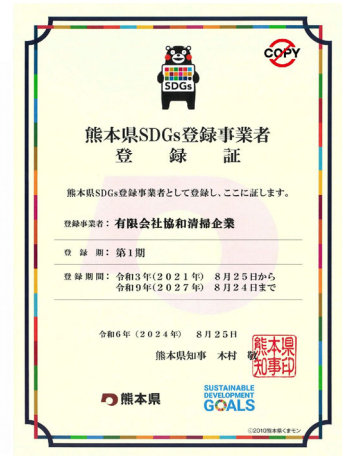 COPY
SDGs
熊本県SDGs登録事業者
登録証
熊本県SDGs登録事業者として登録し、ここに証します。
登録事業者：有限会社協和清掃企業
登録期：第1期
登録期間：令和3年(2021年) 8月25日から
令和9年(2027年) 8月24日まで
令和6年(2024年) 8月25日
熊本県知事 木村 敬
熊本県知事印
熊本県
SUSTAINABLE
DEVELOPMENT
GOALS
©2010熊本県くまモン